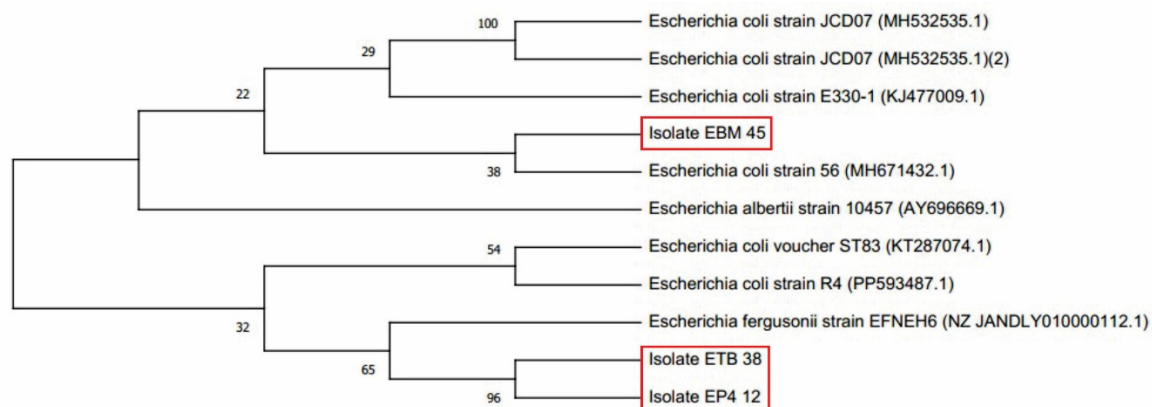 100
Escherichia coli strain JCD07 (MH532535.1)
Escherichia coli strain JCD07 (MH532535.1)(2)
29
Escherichia coli strain E330-1 (KJ477009.1)
22
Isolate EBM 45
38
Escherichia coli strain 56 (MH671432.1)
Escherichia albertii strain 10457 (AY696669.1)
54
Escherichia coli voucher ST83 (KT287074.1)
Escherichia coli strain R4 (PP593487.1)
32
Escherichia fergusonii strain EFNEH6 (NZ JANDLY010000112.1)
65
Isolate ETB 38
96
Isolate EP4 12